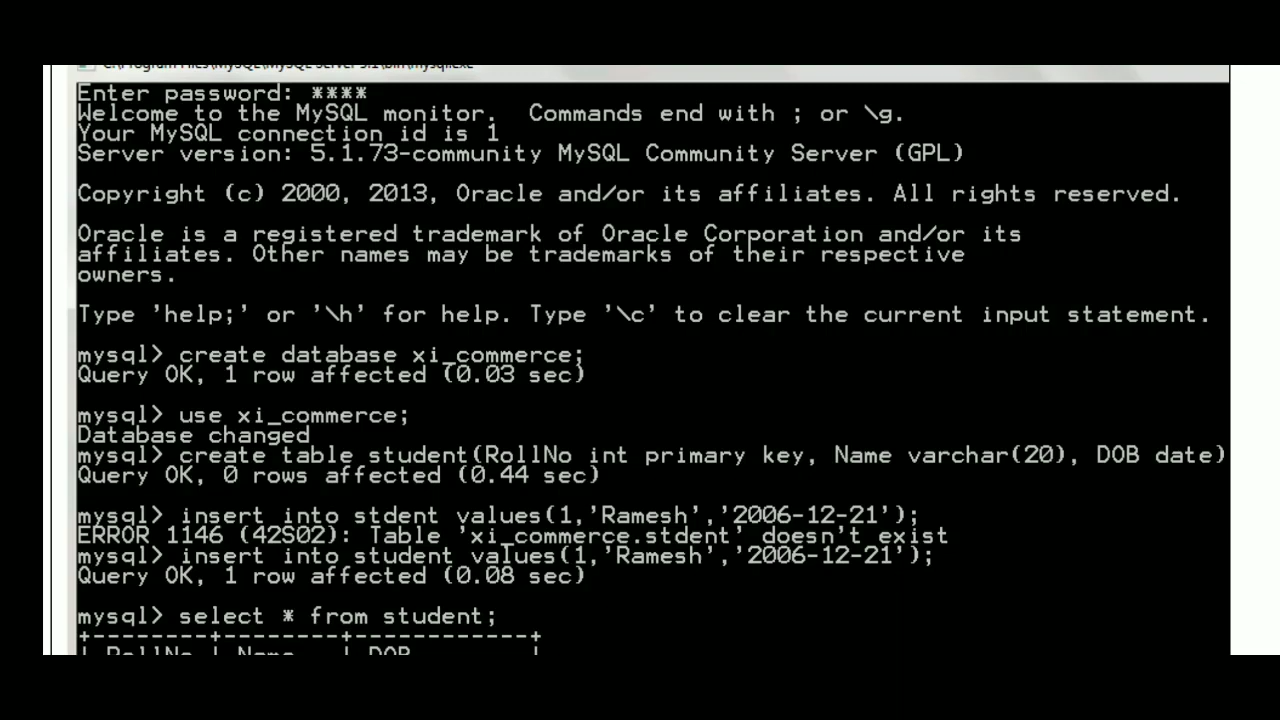 C:\Program Files\MySQL\MySQL Server 5.1\bin\mysql.exe
Enter password: ****
Welcome to the MySQL monitor.  Commands end with ; or \g.
Your MySQL connection id is 1
Server version: 5.1.73-community MySQL Community Server (GPL)
Copyright (c) 2000, 2013, Oracle and/or its affiliates. All rights reserved.
Oracle is a registered trademark of Oracle Corporation and/or its
affiliates. Other names may be trademarks of their respective
owners.
Type 'help;' or '\h' for help. Type '\c' to clear the current input statement.
mysql> create database xi_commerce;
Query OK, 1 row affected (0.03 sec)
mysql> use xi_commerce;
Database changed
mysql> create table student(RollNo int primary key, Name varchar(20), DOB date)
Query OK, 0 rows affected (0.44 sec)
mysql> insert into stdent values(1,'Ramesh','2006-12-21');
ERROR 1146 (42S02): Table 'xi_commerce.stdent' doesn't exist
mysql> insert into student values(1,'Ramesh','2006-12-21');
Query OK, 1 row affected (0.08 sec)
mysql> select * from student;
+--------+--------+------------+
| RollNo | Name   | DOB        |